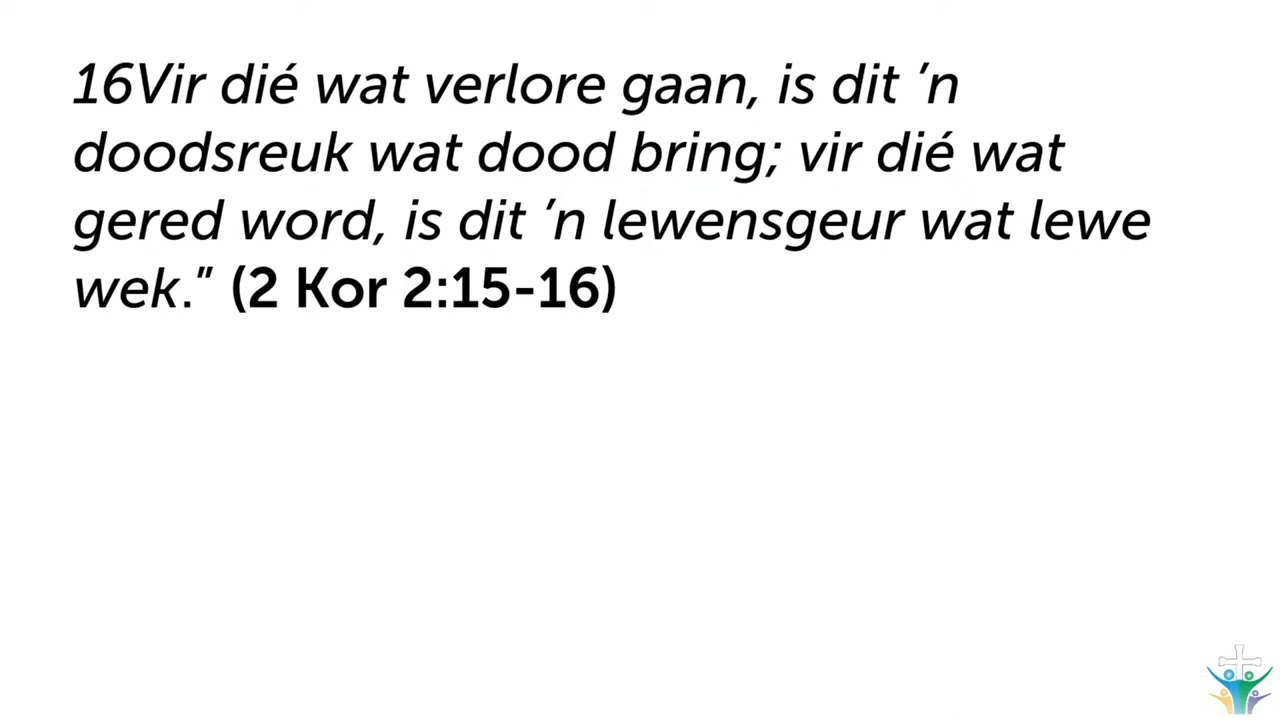 16Vir dié wat verlore gaan, is dit ’n
doodsreuk wat dood bring; vir dié wat
gered word, is dit ’n lewensgeur wat lewe
wek.” (2 Kor 2:15-16)